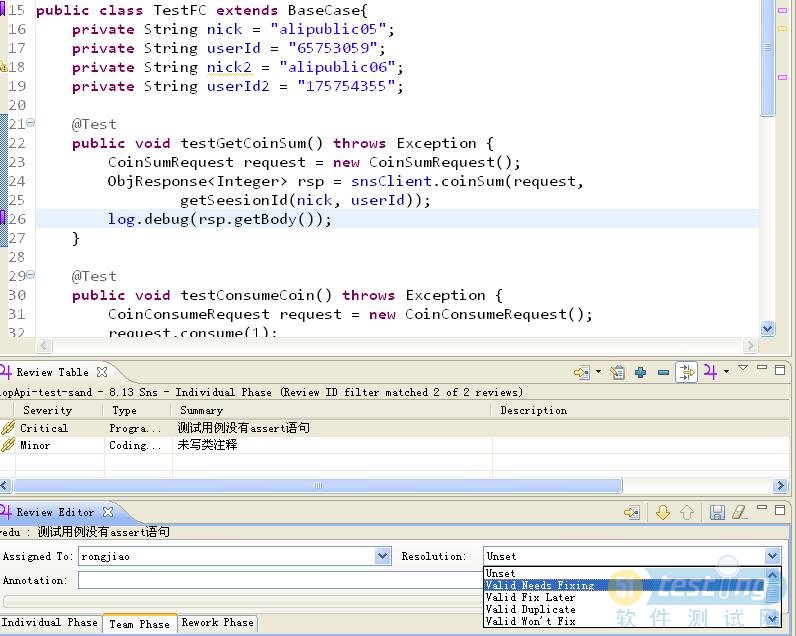 15 public class TestFC extends BaseCase{
16 private String nick = "alipublic05";
17 private String userId = "65753059";
18 private String nick2 = "alipublic06";
19 private String userId2 = "175754355";
20
21 @Test
22 public void testGetCoinSum() throws Exception {
23 CoinSumRequest request = new CoinSumRequest();
24 ObjResponse<Integer> rsp = snsClient.coinSum(request,
25 getSeesionId(nick, userId));
26 log.debug(rsp.getBody());
27 }
28
29 @Test
30 public void testConsumeCoin() throws Exception {
31 CoinConsumeRequest request = new CoinConsumeRequest();
32 request.consume(1);
Review Table
opApi-test-sand - 8.13 Sns - Individual Phase (Review ID filter matched 2 of 2 reviews)
Severity Type Summary Description
Critical Progra... 测试用例没有assert语句
Minor Coding... 未写类注释
Review Editor
vedu : 测试用例没有assert语句
Assigned To: rongjiao Resolution: Unset
Unset
Annotation: Valid Needs Fixing
Valid Fix Later
Valid Duplicate
Valid Won't Fix
51testing
软件测试网
Individual Phase Team Phase Rework Phase